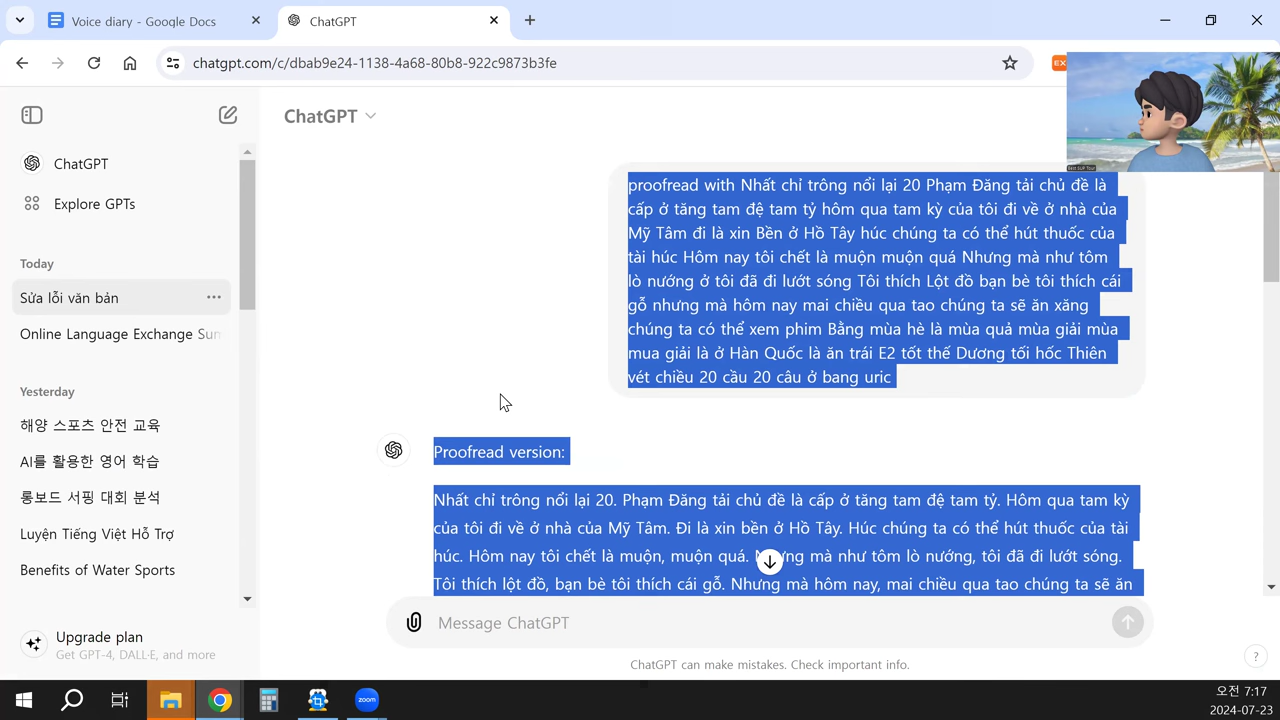 Voice diary - Google Docs
ChatGPT
chatgpt.com/c/dbab9e24-1138-4a68-80b8-922c9873b3fe
EX
ChatGPT
ChatGPT
Explore GPTs
Today
Sửa lỗi văn bản
Online Language Exchange Sum
Yesterday
해양 스포츠 안전 교육
AI를 활용한 영어 학습
롱보드 서핑 대회 분석
Luyện Tiếng Việt Hỗ Trợ
Benefits of Water Sports
Upgrade plan
Get GPT-4, DALL·E, and more
proofread with Nhất chỉ trông nổi lại 20 Phạm Đăng tải chủ đề là
cấp ở tăng tam đệ tam tỷ hôm qua tam kỳ của tôi đi về ở nhà của
Mỹ Tâm đi là xin Bền ở Hồ Tây húc chúng ta có thể hút thuốc của
tài húc Hôm nay tôi chết là muộn muộn quá Nhưng mà như tôm
lò nướng ở tôi đã đi lướt sóng Tôi thích Lột đồ bạn bè tôi thích cái
gỗ nhưng mà hôm nay mai chiều qua tao chúng ta sẽ ăn xăng
chúng ta có thể xem phim Bằng mùa hè là mùa quả mùa giải mùa
mua giải là ở Hàn Quốc là ăn trái E2 tốt thế Dương tối hốc Thiên
vét chiều 20 cầu 20 câu ở bang uric
Proofread version:
Nhất chỉ trông nổi lại 20. Phạm Đăng tải chủ đề là cấp ở tăng tam đệ tam tỷ. Hôm qua tam kỳ
của tôi đi về ở nhà của Mỹ Tâm. Đi là xin bền ở Hồ Tây. Húc chúng ta có thể hút thuốc của tài
húc. Hôm nay tôi chết là muộn, muộn quá. mà như tôm lò nướng, tôi đã đi lướt sóng.
Tôi thích lột đồ, bạn bè tôi thích cái gỗ. Nhưng mà hôm nay, mai chiều qua tao chúng ta sẽ ăn
Message ChatGPT
ChatGPT can make mistakes. Check important info.
?
zoom
오전 7:17
2024-07-23